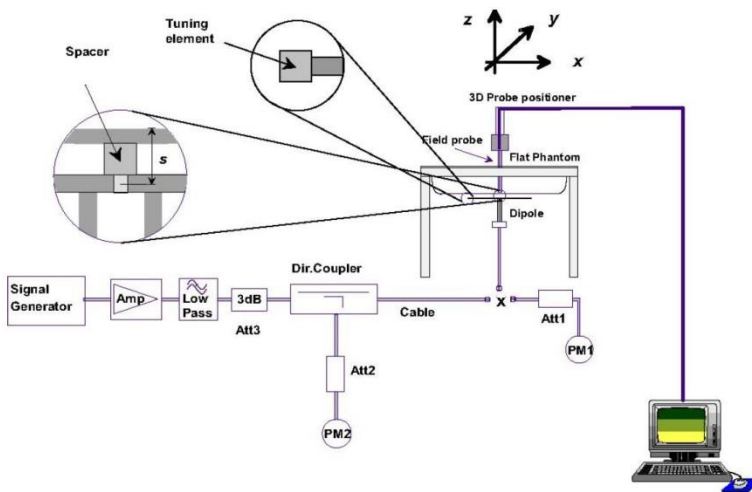 Tuning
element
Spacer
z
y
x
3D Probe positioner
Field probe
Flat Phantom
s
Dipole
Dir.Coupler
Signal
Generator
Amp
Low
Pass
3dB
Att3
Cable
x
Att1
PM1
Att2
PM2